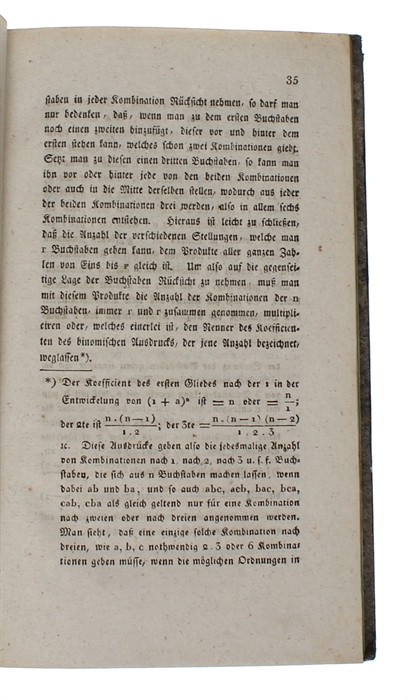 35
ſtaben in jeder Kombination Rückſicht nehmen, ſo darf man
nur bedenken, daß, wenn man zu dem erſten Buchſtaben
noch einen zweiten hinzufügt, dieſer vor und hinter dem
erſten ſtehen kann, welches ſchon zwei Kombinationen giebt.
Setzt man zu dieſen einen dritten Buchſtaben, ſo kann man
ihn vor oder hinter jede von den beiden Kombinationen
oder auch in die Mitte derſelben ſtellen, wodurch aus jeder
der beiden Kombinationen drei werden, alſo in allem ſechs
Kombinationen entſtehen. Hieraus iſt leicht zu ſchließen,
daß die Anzahl der verſchiedenen Stellungen, welche man
r Buchſtaben geben kann, dem Produkte aller ganzen Zah-
len von Eins bis r gleich iſt. Um alſo auf die gegenſei-
tige Lage der Buchſtaben Rückſicht zu nehmen, muß man
mit dieſem Produkte die Anzahl der Kombinationen der n
Buchſtaben, immer r und r zuſammen genommen, multipli-
ciren oder, welches einerlei iſt, den Nenner des Koefficien-
ten des binomiſchen Ausdrucks, der jene Anzahl bezeichnet,
weglaſſen*).
*) Der Koefficient des erſten Gliedes nach der 1 in der
Entwickelung von (1 + a)ⁿ iſt = n oder = n/1;
der 2te iſt n.(n—1)/1.2; der 3te = n.(n—1)(n—2)/1.2.3
ꝛc. Dieſe Ausdrücke geben alſo die jedesmalige Anzahl
von Kombinationen nach 1, nach 2, nach 3 u. ſ. f. Buch-
ſtaben, die ſich aus n Buchſtaben machen laſſen, wenn
dabei ab und ba, und ſo auch abc, acb, bac, bca,
cab, cba als gleich geltend nur für eine Kombination
nach zweien oder nach dreien angenommen werden.
Man ſieht, daß eine einzige ſolche Kombination nach
dreien, wie a, b, c nothwendig 2.3 oder 6 Kombina-
tionen geben müſſe, wenn die möglichen Ordnungen in